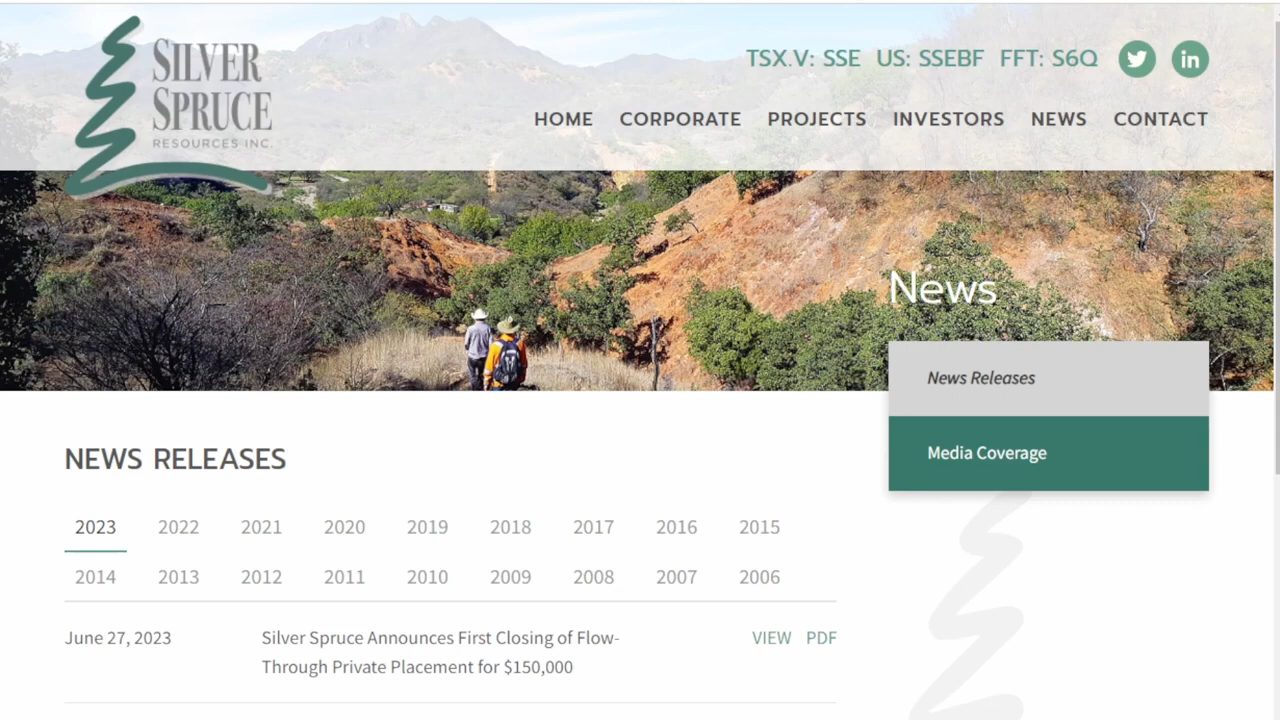 SILVER
SPRUCE
RESOURCES INC.
TSX.V: SSE US: SSEBF FFT: S6Q
in
HOME CORPORATE PROJECTS INVESTORS NEWS CONTACT
News
News Releases
Media Coverage
NEWS RELEASES
2023 2022 2021 2020 2019 2018 2017 2016 2015
2014 2013 2012 2011 2010 2009 2008 2007 2006
June 27, 2023 Silver Spruce Announces First Closing of Flow- VIEW PDF
Through Private Placement for $150,000